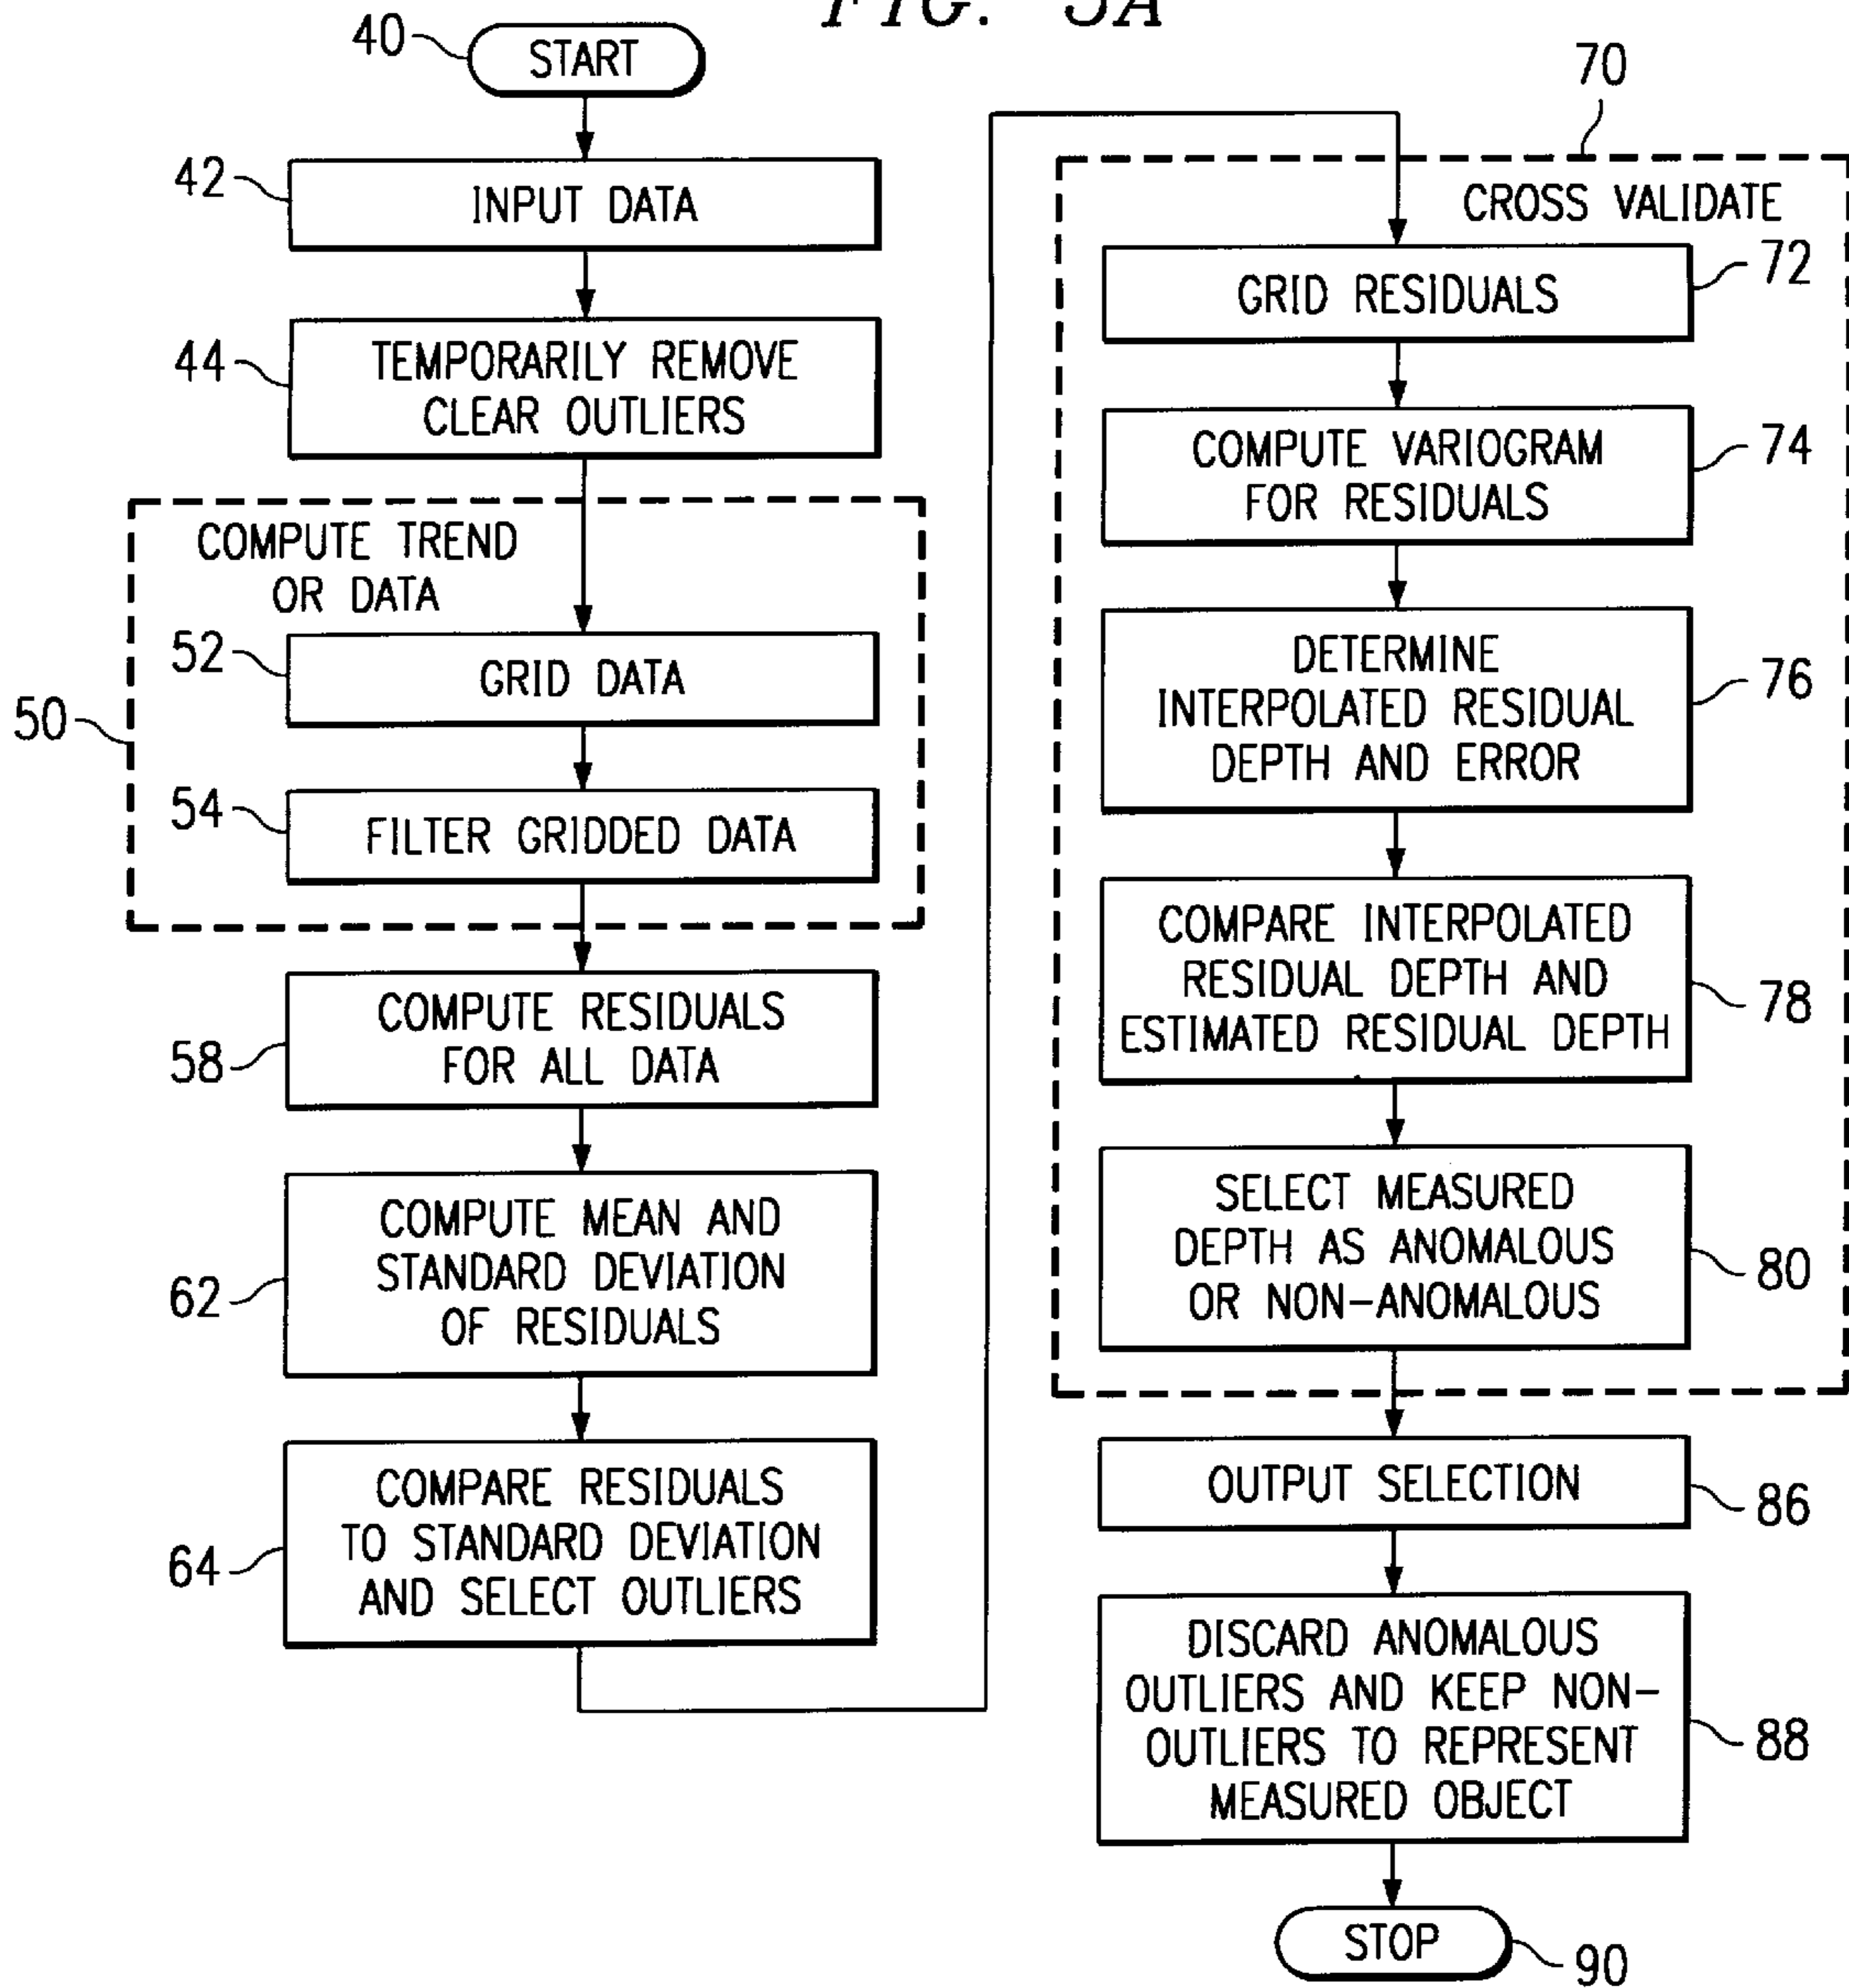 FIG. 5A
40
START
42
INPUT DATA
44
TEMPORARILY REMOVE
CLEAR OUTLIERS
COMPUTE TREND
OR DATA
50
52
GRID DATA
54
FILTER GRIDDED DATA
58
COMPUTE RESIDUALS
FOR ALL DATA
62
COMPUTE MEAN AND
STANDARD DEVIATION
OF RESIDUALS
64
COMPARE RESIDUALS
TO STANDARD DEVIATION
AND SELECT OUTLIERS
70
CROSS VALIDATE
GRID RESIDUALS
72
COMPUTE VARIOGRAM
FOR RESIDUALS
74
DETERMINE
INTERPOLATED RESIDUAL
DEPTH AND ERROR
76
COMPARE INTERPOLATED
RESIDUAL DEPTH AND
ESTIMATED RESIDUAL DEPTH
78
SELECT MEASURED
DEPTH AS ANOMALOUS
OR NON-ANOMALOUS
80
OUTPUT SELECTION
86
DISCARD ANOMALOUS
OUTLIERS AND KEEP NON-
OUTLIERS TO REPRESENT
MEASURED OBJECT
88
STOP
90